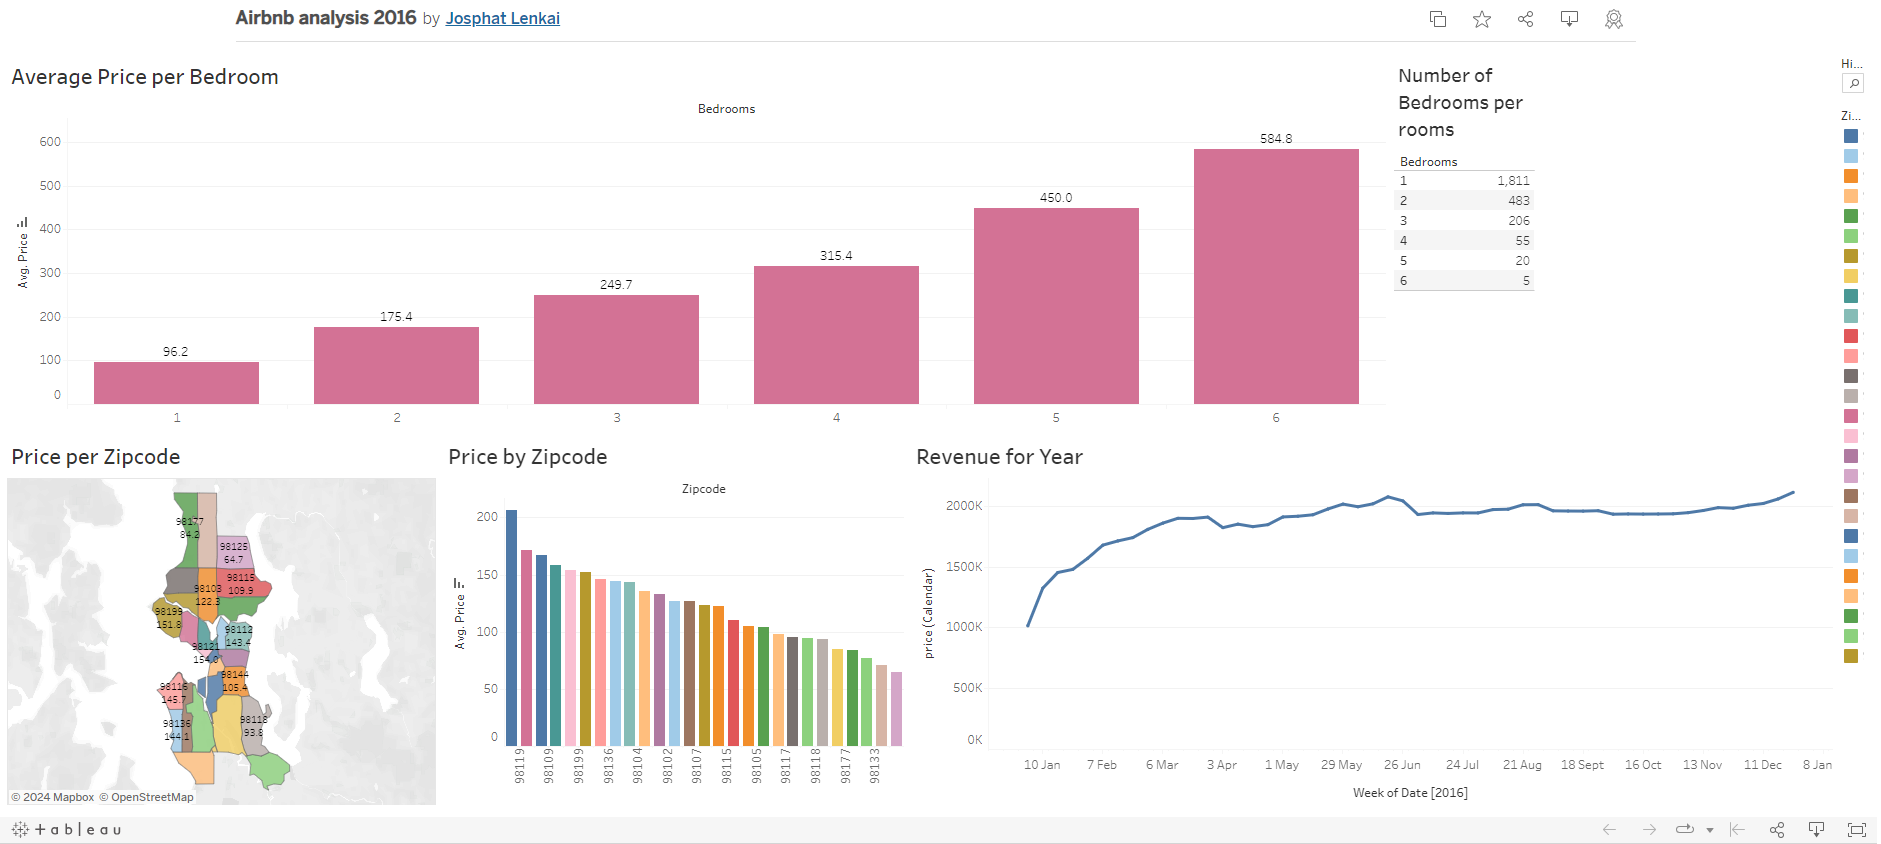 Airbnb analysis 2016 by Josphat Lenkai
Average Price per Bedroom
Bedrooms
Avg. Price
600
500
400
300
200
100
0
96.2
175.4
249.7
315.4
450.0
584.8
1
2
3
4
5
6
Number of
Bedrooms per
rooms
Bedrooms
1 1,811
2 483
3 206
4 55
5 20
6 5
Hi...
Zi...
Price per Zipcode
98177
84.2
98125
64.7
98115
109.9
98103
122.3
98199
151.8
98112
143.4
98121
154.0
98144
105.4
98116
145.7
98136
144.1
98118
93.8
© 2024 Mapbox © OpenStreetMap
Price by Zipcode
Zipcode
Avg. Price
200
150
100
50
0
98119
98109
98199
98136
98104
98102
98107
98115
98105
98117
98118
98177
98133
Revenue for Year
price (Calendar)
2000K
1500K
1000K
500K
0K
10 Jan
7 Feb
6 Mar
3 Apr
1 May
29 May
26 Jun
24 Jul
21 Aug
18 Sept
16 Oct
13 Nov
11 Dec
8 Jan
Week of Date [2016]
+ableau